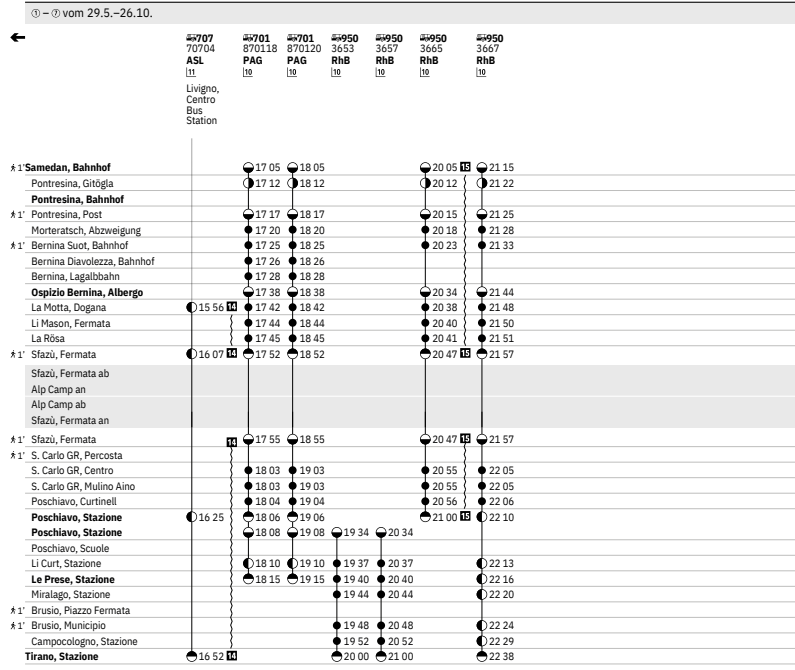 ① – ⑦ vom 29.5.–26.10.
707 701 701 950 950 950 950
70704 870118 870120 3653 3657 3665 3667
ASL PAG PAG RhB RhB RhB RhB
11 10 10 10 10 10 10
Livigno,
Centro
Bus
Station
1' Samedan, Bahnhof 17 05 18 05 20 05 15 21 15
Pontresina, Gitögla 17 12 18 12 20 12 21 22
Pontresina, Bahnhof
1' Pontresina, Post 17 17 18 17 20 15 21 25
Morteratsch, Abzweigung 17 20 18 20 20 18 21 28
1' Bernina Suot, Bahnhof 17 25 18 25 20 23 21 33
Bernina Diavolezza, Bahnhof 17 26 18 26
Bernina, Lagalbbahn 17 28 18 28
Ospizio Bernina, Albergo 17 38 18 38 20 34 21 44
La Motta, Dogana 15 56 14 17 42 18 42 20 38 21 48
Li Mason, Fermata 17 44 18 44 20 40 21 50
La Rösa 17 45 18 45 20 41 21 51
1' Sfazù, Fermata 16 07 14 17 52 18 52 20 47 15 21 57
Sfazù, Fermata ab
Alp Camp an
Alp Camp ab
Sfazù, Fermata an
1' Sfazù, Fermata 14 17 55 18 55 20 47 15 21 57
1' S. Carlo GR, Percosta
S. Carlo GR, Centro 18 03 19 03 20 55 22 05
S. Carlo GR, Mulino Aino 18 03 19 03 20 55 22 05
Poschiavo, Curtinell 18 04 19 04 20 56 22 06
Poschiavo, Stazione 16 25 18 06 19 06 21 00 15 22 10
Poschiavo, Stazione 18 08 19 08 19 34 20 34
Poschiavo, Scuole
Li Curt, Stazione 18 10 19 10 19 37 20 37 22 13
Le Prese, Stazione 18 15 19 15 19 40 20 40 22 16
Miralago, Stazione 19 44 20 44 22 20
1' Brusio, Piazzo Fermata
1' Brusio, Municipio 19 48 20 48 22 24
Campocologno, Stazione 19 52 20 52 22 29
Tirano, Stazione 16 52 14 20 00 21 00 22 38